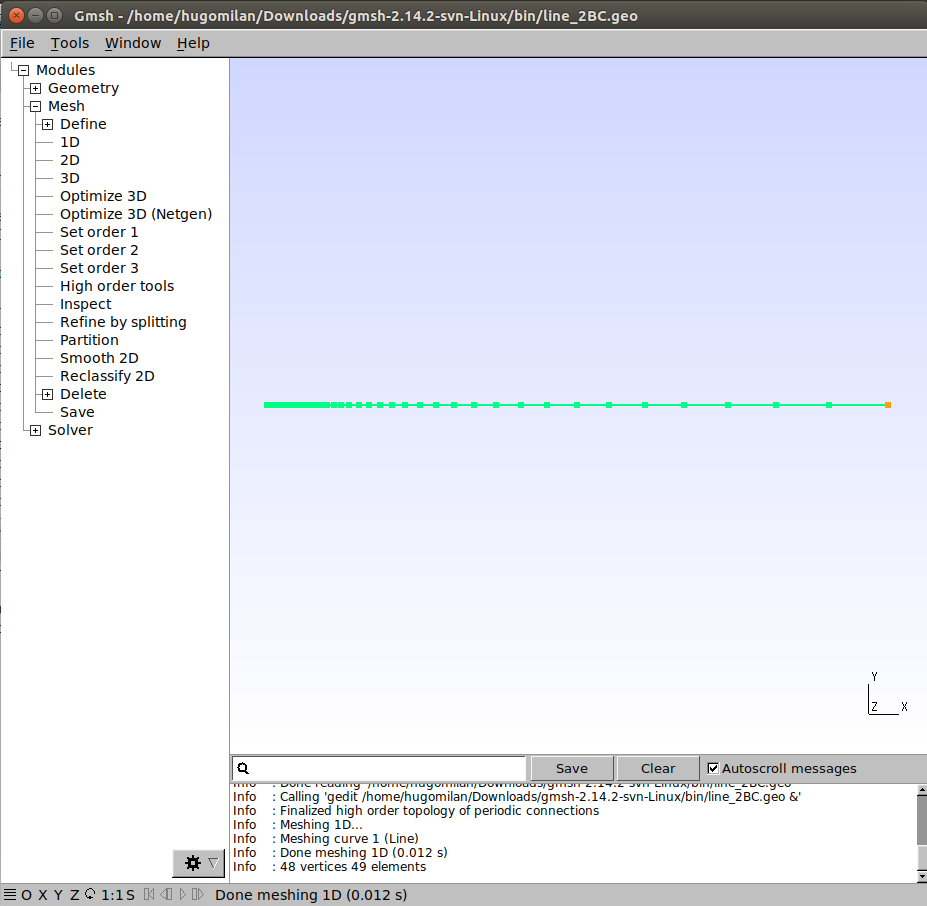 Gmsh - /home/hugomilan/Downloads/gmsh-2.14.2-svn-Linux/bin/line_2BC.geo
File Tools Window Help
Modules
Geometry
Mesh
Define
1D
2D
3D
Optimize 3D
Optimize 3D (Netgen)
Set order 1
Set order 2
Set order 3
High order tools
Inspect
Refine by splitting
Partition
Smooth 2D
Reclassify 2D
Delete
Save
Solver
Y
Z X
Save Clear Autoscroll messages
Info : Done reading '/home/hugomilan/Downloads/gmsh-2.14.2-svn-Linux/bin/line_2BC.geo'
Info : Calling 'gedit /home/hugomilan/Downloads/gmsh-2.14.2-svn-Linux/bin/line_2BC.geo &'
Info : Finalized high order topology of periodic connections
Info : Meshing 1D...
Info : Meshing curve 1 (Line)
Info : Done meshing 1D (0.012 s)
Info : 48 vertices 49 elements
O X Y Z 1:1 S Done meshing 1D (0.012 s)